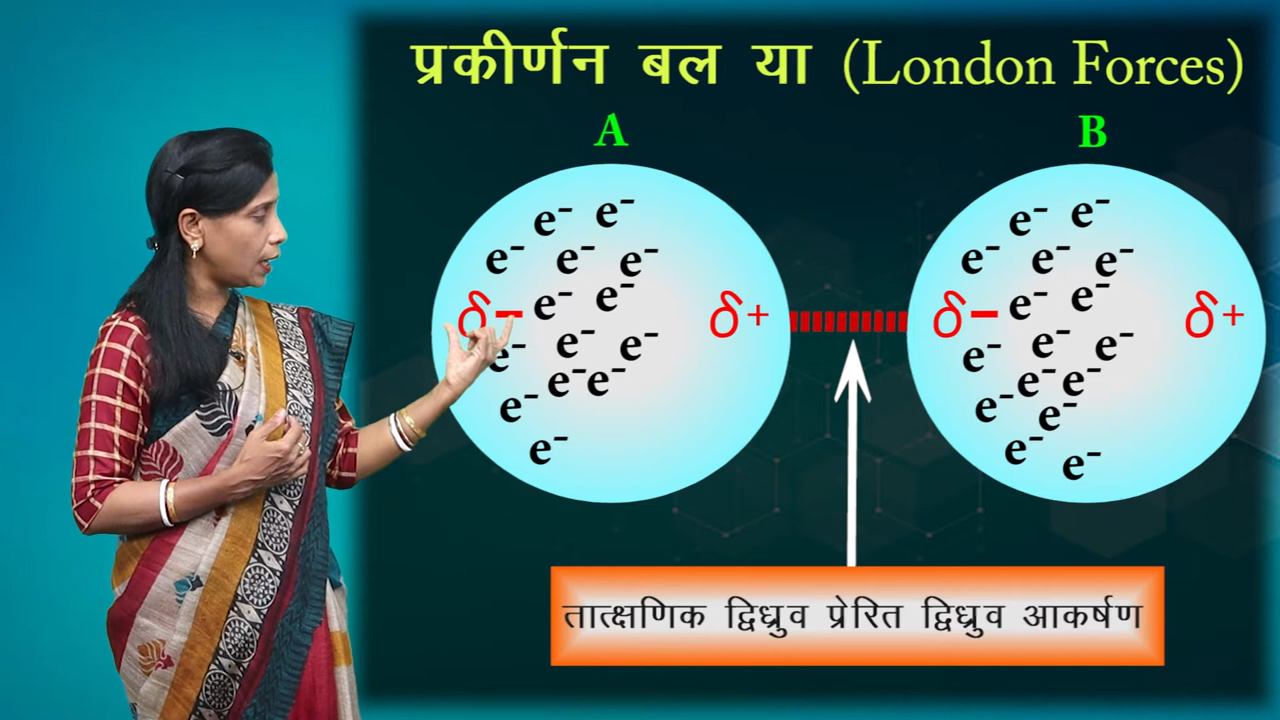 प्रकीर्णन बल या (London Forces)
A B
e⁻ e⁻ e⁻ e⁻
e⁻ e⁻ e⁻ e⁻ e⁻ e⁻
δ– e⁻ e⁻ δ+ δ– e⁻ e⁻ δ+
e⁻ e⁻ e⁻ e⁻ e⁻ e⁻
e⁻ e⁻ e⁻ e⁻
e⁻ e⁻ e⁻
e⁻ e⁻ e⁻
तात्क्षणिक द्विध्रुव प्रेरित द्विध्रुव आकर्षण